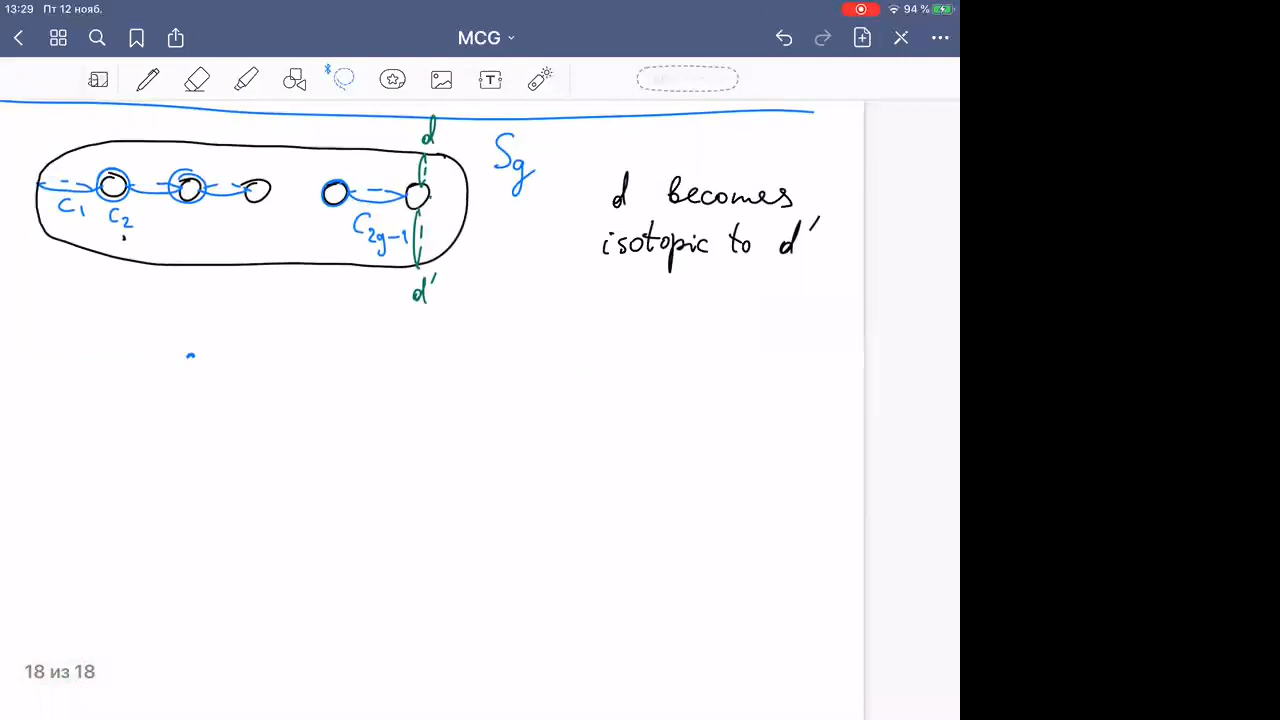 13:29 Пт 12 нояб.
94 %
MCG
T
d
S_g
C_1
C_2
C_{2g-1}
d'
d becomes
isotopic to d'
18 из 18